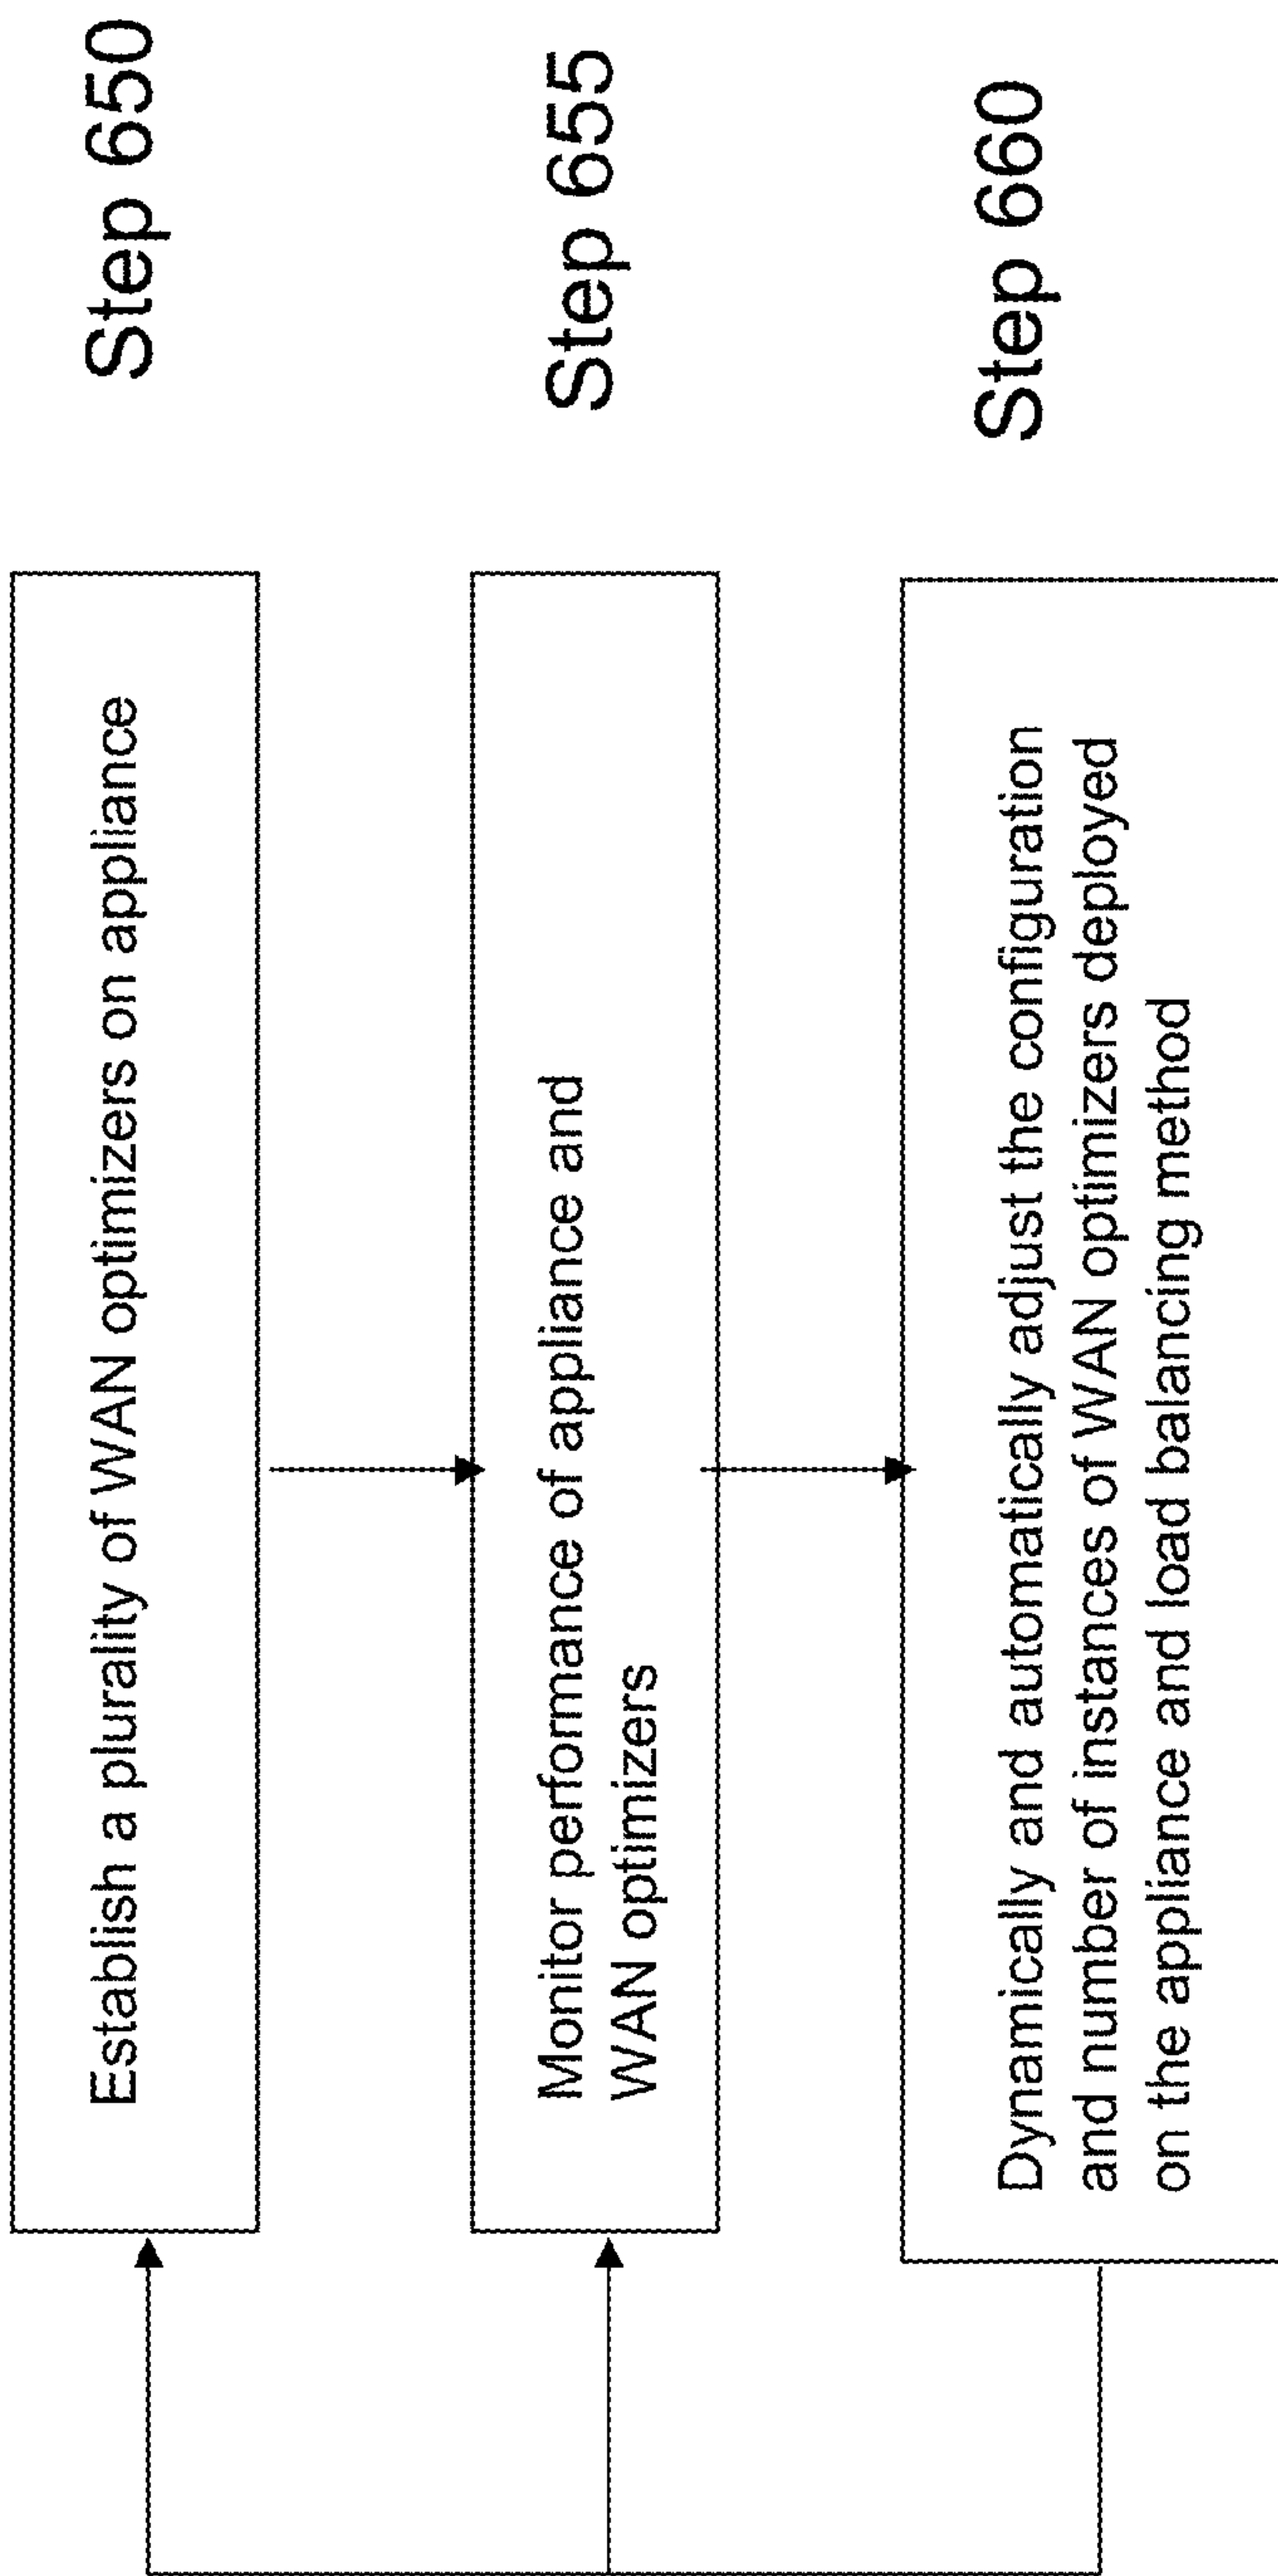 Establish a plurality of WAN optimizers on appliance
Step 650
Monitor performance of appliance and
WAN optimizers
Step 655
Dynamically and automatically adjust the configuration
and number of instances of WAN optimizers deployed
on the appliance and load balancing method
Step 660